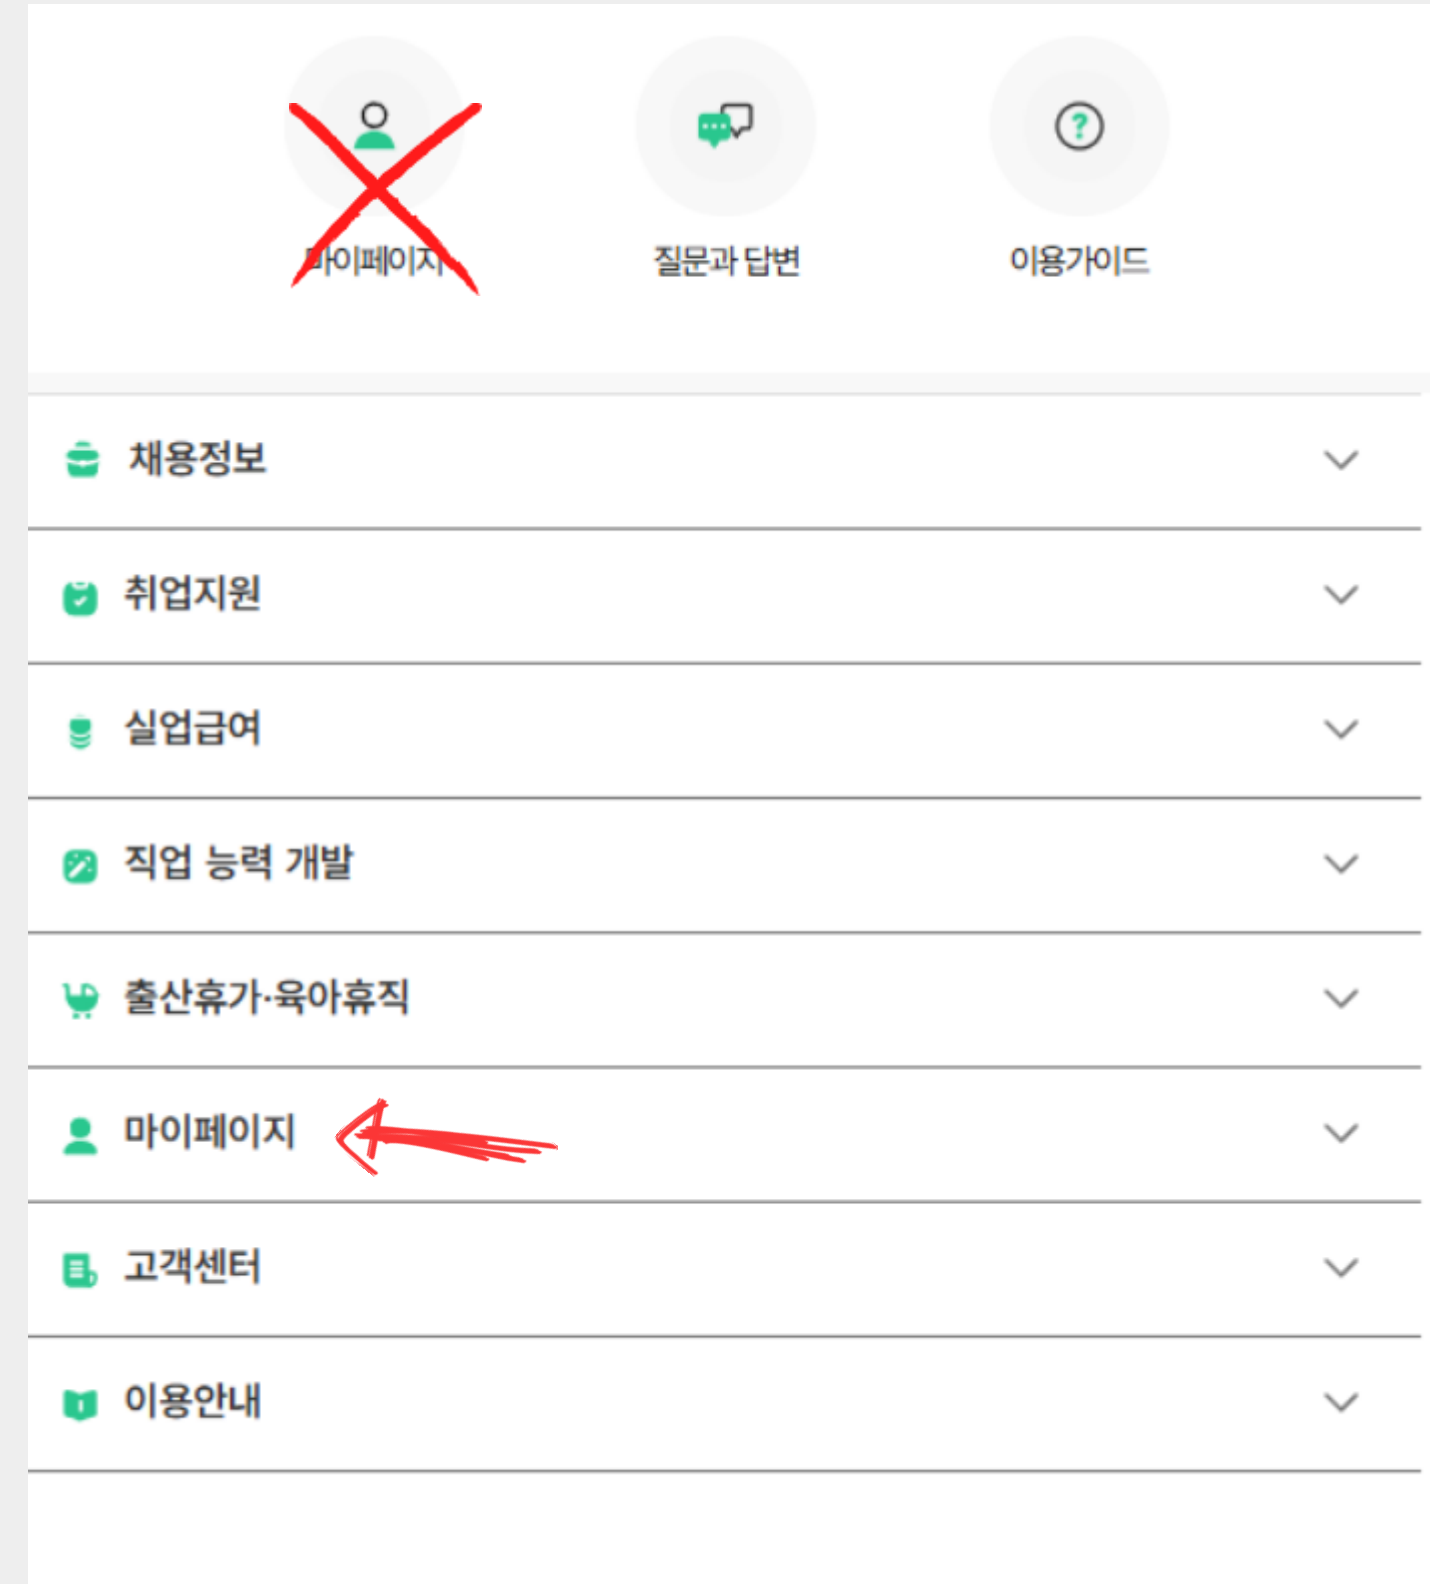 마이페이지
질문과 답변
이용가이드
채용정보
취업지원
실업급여
직업 능력 개발
출산휴가·육아휴직
마이페이지
고객센터
이용안내